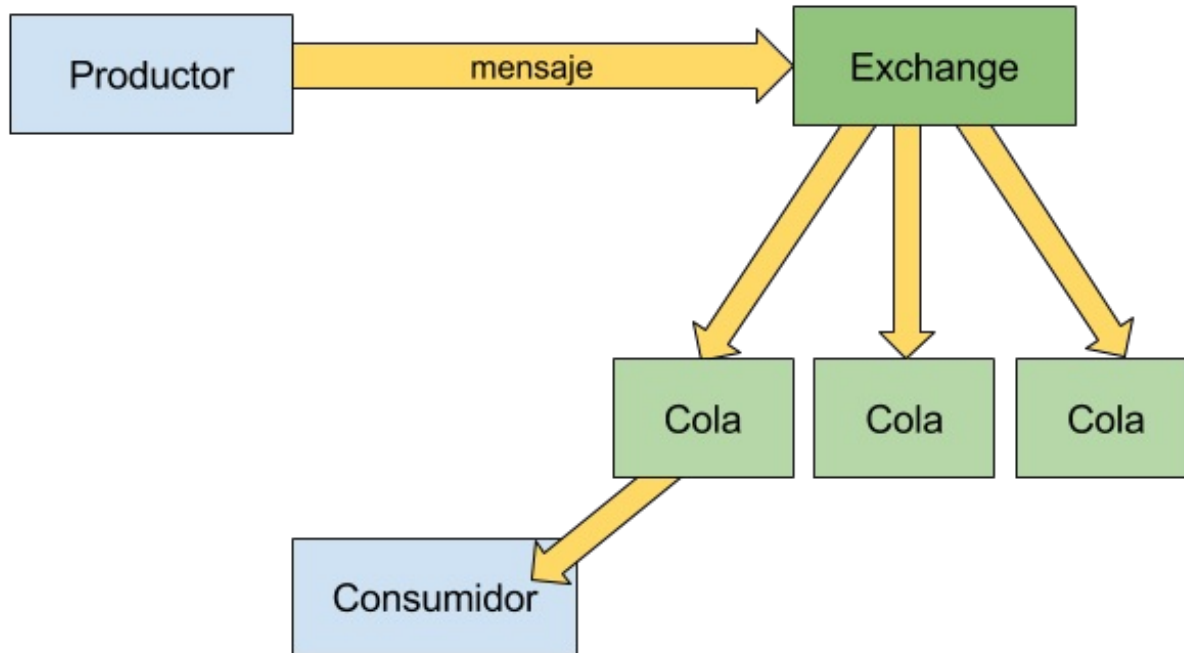 Productor
mensaje
Exchange
Cola
Cola
Cola
Consumidor